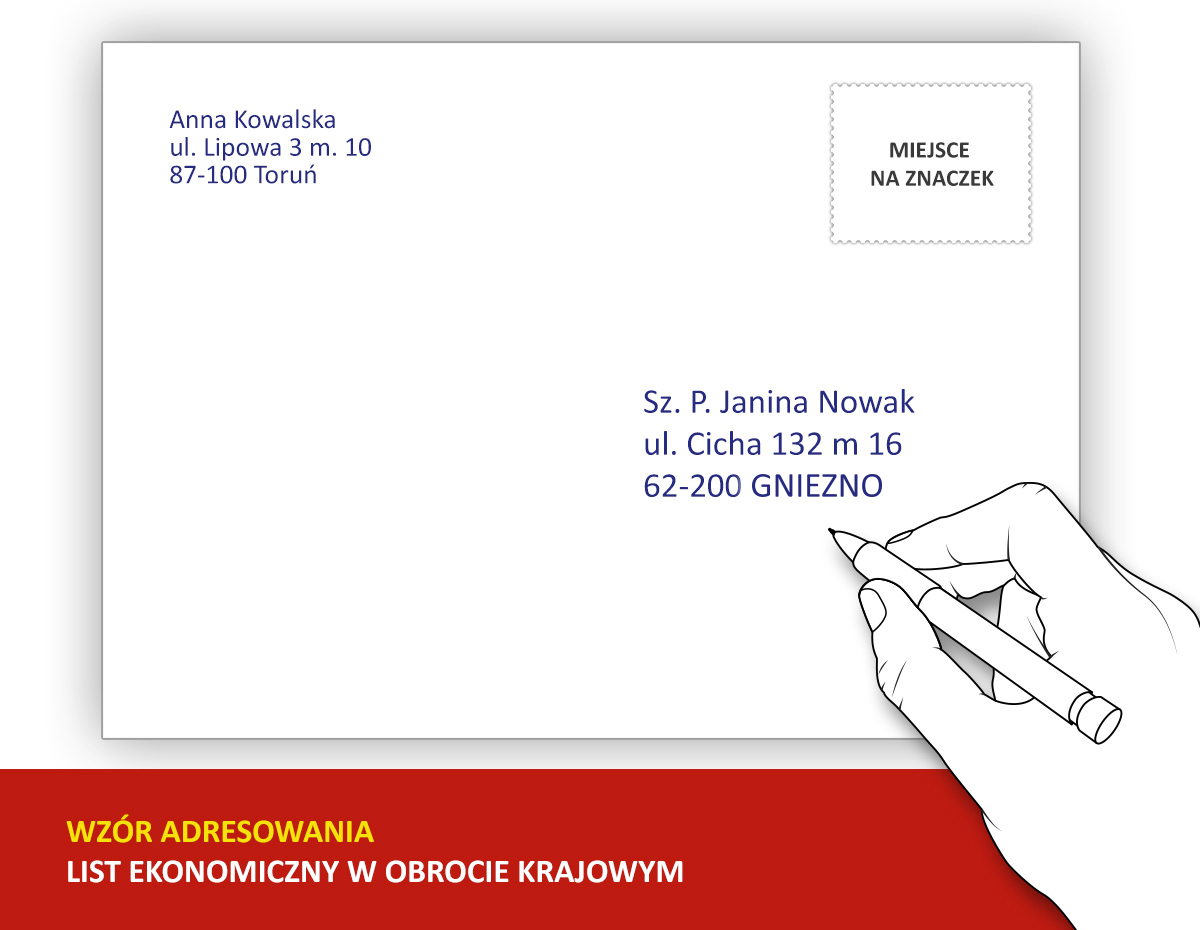 Anna Kowalska
ul. Lipowa 3 m. 10
87-100 Toruń
MIEJSCE
NA ZNACZEK
Sz. P. Janina Nowak
ul. Cicha 132 m 16
62-200 GNIEZNO
WZÓR ADRESOWANIA
LIST EKONOMICZNY W OBROCIE KRAJOWYM